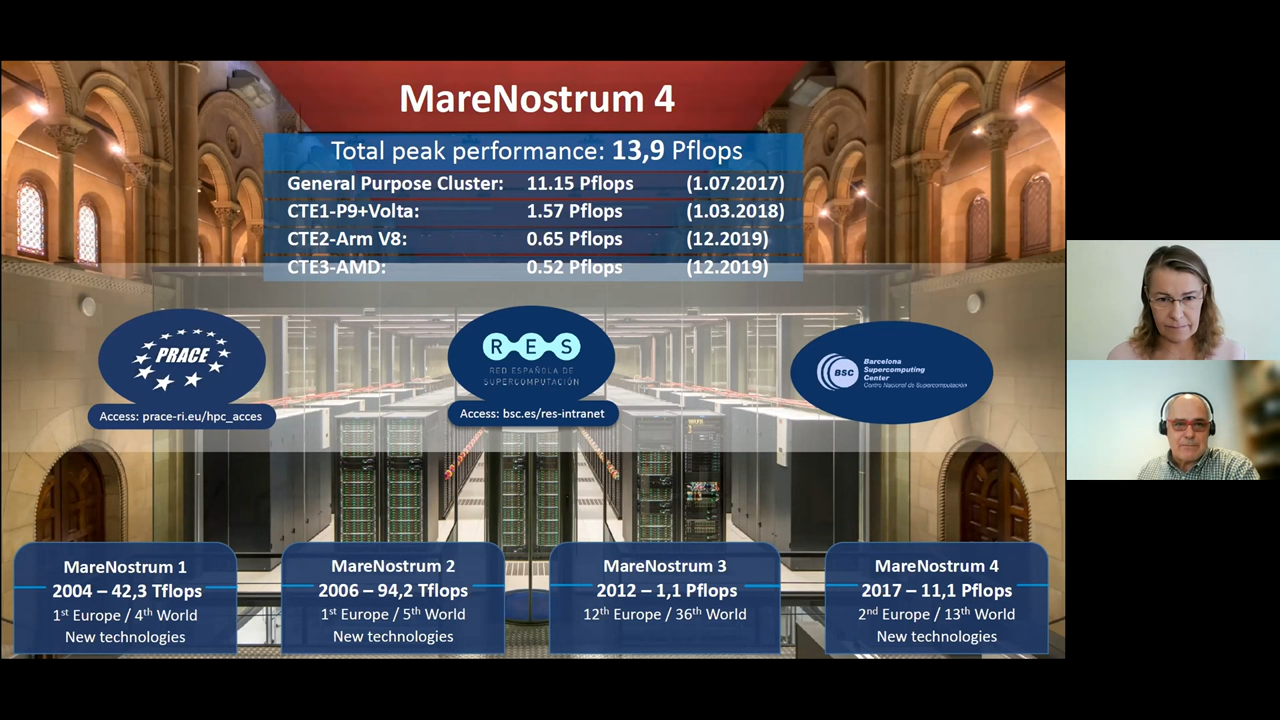 MareNostrum 4
Total peak performance: 13,9 Pflops
General Purpose Cluster: 11.15 Pflops (1.07.2017)
CTE1-P9+Volta: 1.57 Pflops (1.03.2018)
CTE2-Arm V8: 0.65 Pflops (12.2019)
CTE3-AMD: 0.52 Pflops (12.2019)
PRACE
Access: prace-ri.eu/hpc_acces
RES
RED ESPAÑOLA DE
SUPERCOMPUTACIÓN
Access: bsc.es/res-intranet
BSC
Barcelona
Supercomputing
Center
Centro Nacional de Supercomputación
MareNostrum 1
2004 – 42,3 Tflops
1st Europe / 4th World
New technologies
MareNostrum 2
2006 – 94,2 Tflops
1st Europe / 5th World
New technologies
MareNostrum 3
2012 – 1,1 Pflops
12th Europe / 36th World
MareNostrum 4
2017 – 11,1 Pflops
2nd Europe / 13th World
New technologies